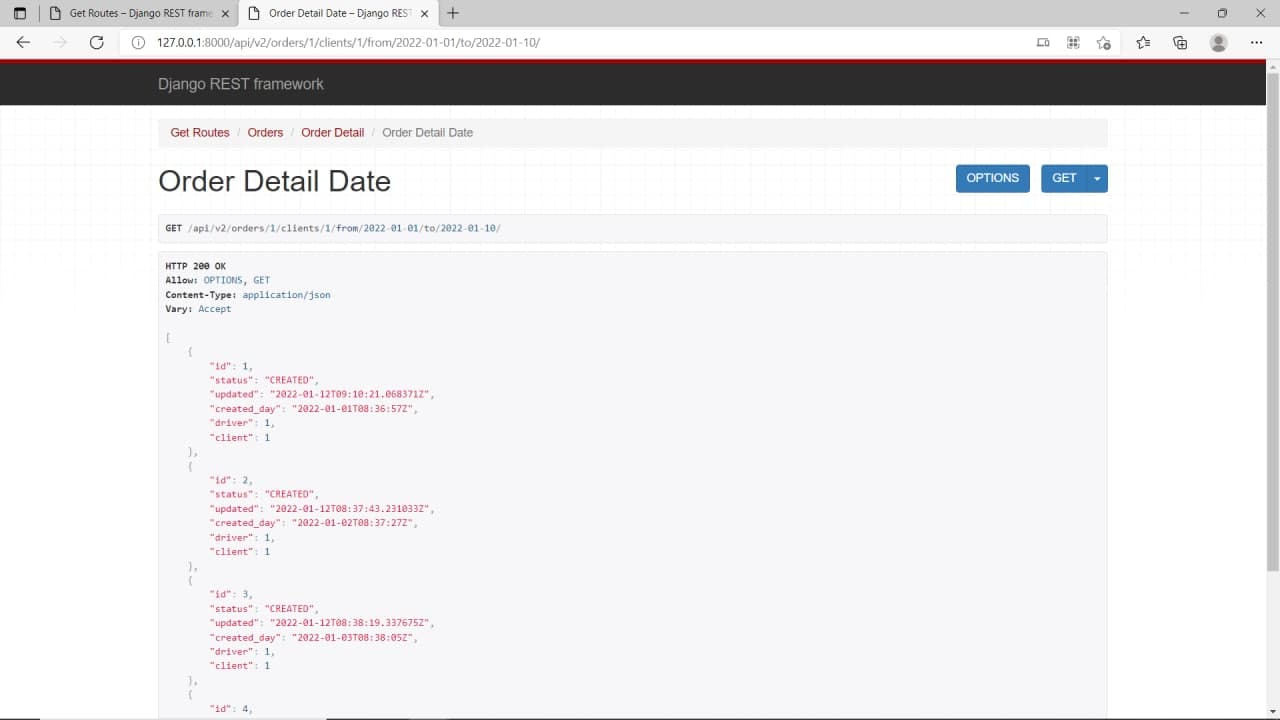 Get Routes – Django REST frame
Order Detail Date – Django REST
127.0.0.1:8000/api/v2/orders/1/clients/1/from/2022-01-01/to/2022-01-10/
Django REST framework
Get Routes / Orders / Order Detail / Order Detail Date
Order Detail Date
OPTIONS
GET
GET /api/v2/orders/1/clients/1/from/2022-01-01/to/2022-01-10/
HTTP 200 OK
Allow: OPTIONS, GET
Content-Type: application/json
Vary: Accept
[
{
"id": 1,
"status": "CREATED",
"updated": "2022-01-12T09:10:21.068371Z",
"created_day": "2022-01-01T08:36:57Z",
"driver": 1,
"client": 1
},
{
"id": 2,
"status": "CREATED",
"updated": "2022-01-12T08:37:43.231033Z",
"created_day": "2022-01-02T08:37:27Z",
"driver": 1,
"client": 1
},
{
"id": 3,
"status": "CREATED",
"updated": "2022-01-12T08:38:19.337675Z",
"created_day": "2022-01-03T08:38:05Z",
"driver": 1,
"client": 1
},
{
"id": 4,